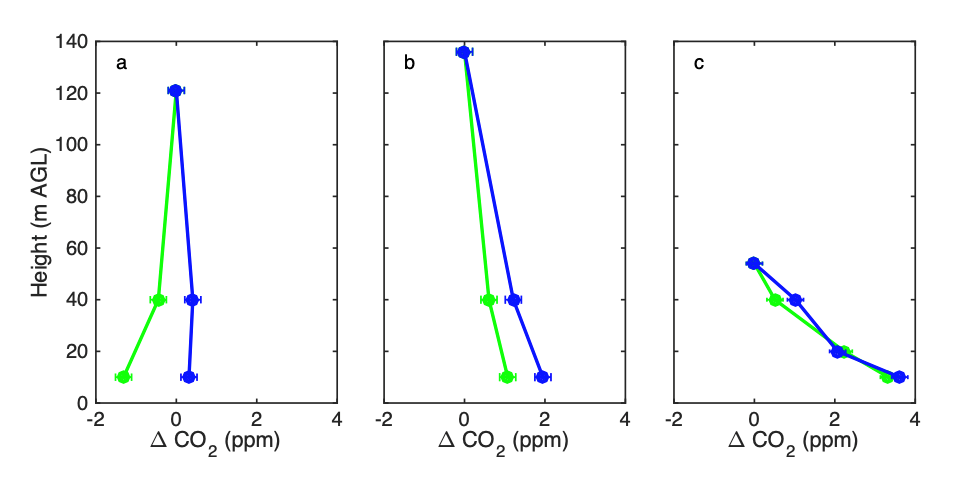 a
b
c
140
120
100
80
60
40
20
0
Height (m AGL)
-2 0 2 4
-2 0 2 4
-2 0 2 4
Δ CO₂ (ppm)
Δ CO₂ (ppm)
Δ CO₂ (ppm)